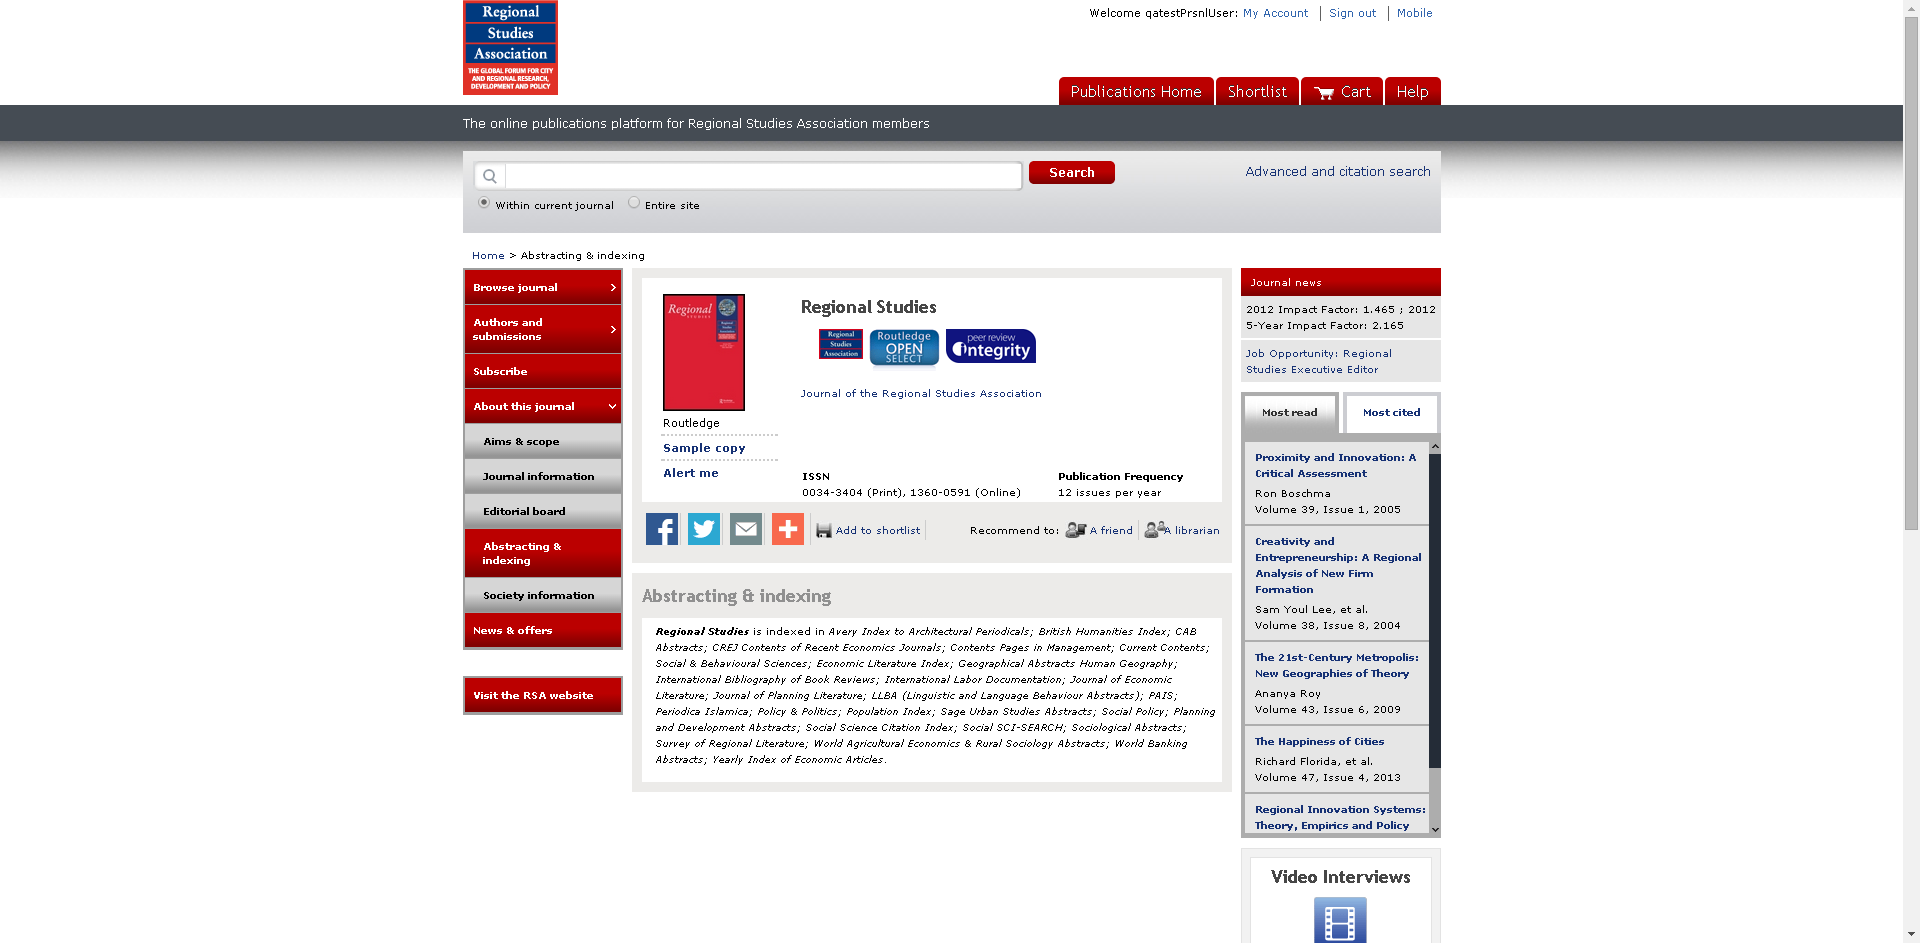 Regional
Studies
Association
THE GLOBAL FORUM FOR CITY
AND REGIONAL RESEARCH,
DEVELOPMENT AND POLICY
Welcome qatestPrsnlUser: My Account | Sign out | Mobile
Publications Home
Shortlist
Cart
Help
The online publications platform for Regional Studies Association members
Search
Advanced and citation search
Within current journal
Entire site
Home > Abstracting & indexing
Browse journal
Authors and
submissions
Subscribe
About this journal
Aims & scope
Journal information
Editorial board
Abstracting &
indexing
Society information
News & offers
Visit the RSA website
Regional
STUDIES
Regional
Studies
Association
Routledge
Sample copy
Alert me
Regional Studies
Regional
Studies
Association
Routledge
OPEN
SELECT
peer review
integrity
Journal of the Regional Studies Association
ISSN
0034-3404 (Print), 1360-0591 (Online)
Publication Frequency
12 issues per year
Add to shortlist
Recommend to:
A friend
A librarian
Abstracting & indexing
Regional Studies is indexed in Avery Index to Architectural Periodicals; British Humanities Index; CAB
Abstracts; CREJ Contents of Recent Economics Journals; Contents Pages in Management; Current Contents;
Social & Behavioural Sciences; Economic Literature Index; Geographical Abstracts Human Geography;
International Bibliography of Book Reviews; International Labor Documentation; Journal of Economic
Literature; Journal of Planning Literature; LLBA (Linguistic and Language Behaviour Abstracts); PAIS;
Periodica Islamica; Policy & Politics; Population Index; Sage Urban Studies Abstracts; Social Policy; Planning
and Development Abstracts; Social Science Citation Index; Social SCI-SEARCH; Sociological Abstracts;
Survey of Regional Literature; World Agricultural Economics & Rural Sociology Abstracts; World Banking
Abstracts; Yearly Index of Economic Articles.
Journal news
2012 Impact Factor: 1.465 ; 2012
5-Year Impact Factor: 2.165
Job Opportunity: Regional
Studies Executive Editor
Most read
Most cited
Proximity and Innovation: A
Critical Assessment
Ron Boschma
Volume 39, Issue 1, 2005
Creativity and
Entrepreneurship: A Regional
Analysis of New Firm
Formation
Sam Youl Lee, et al.
Volume 38, Issue 8, 2004
The 21st-Century Metropolis:
New Geographies of Theory
Ananya Roy
Volume 43, Issue 6, 2009
The Happiness of Cities
Richard Florida, et al.
Volume 47, Issue 4, 2013
Regional Innovation Systems:
Theory, Empirics and Policy
Video Interviews